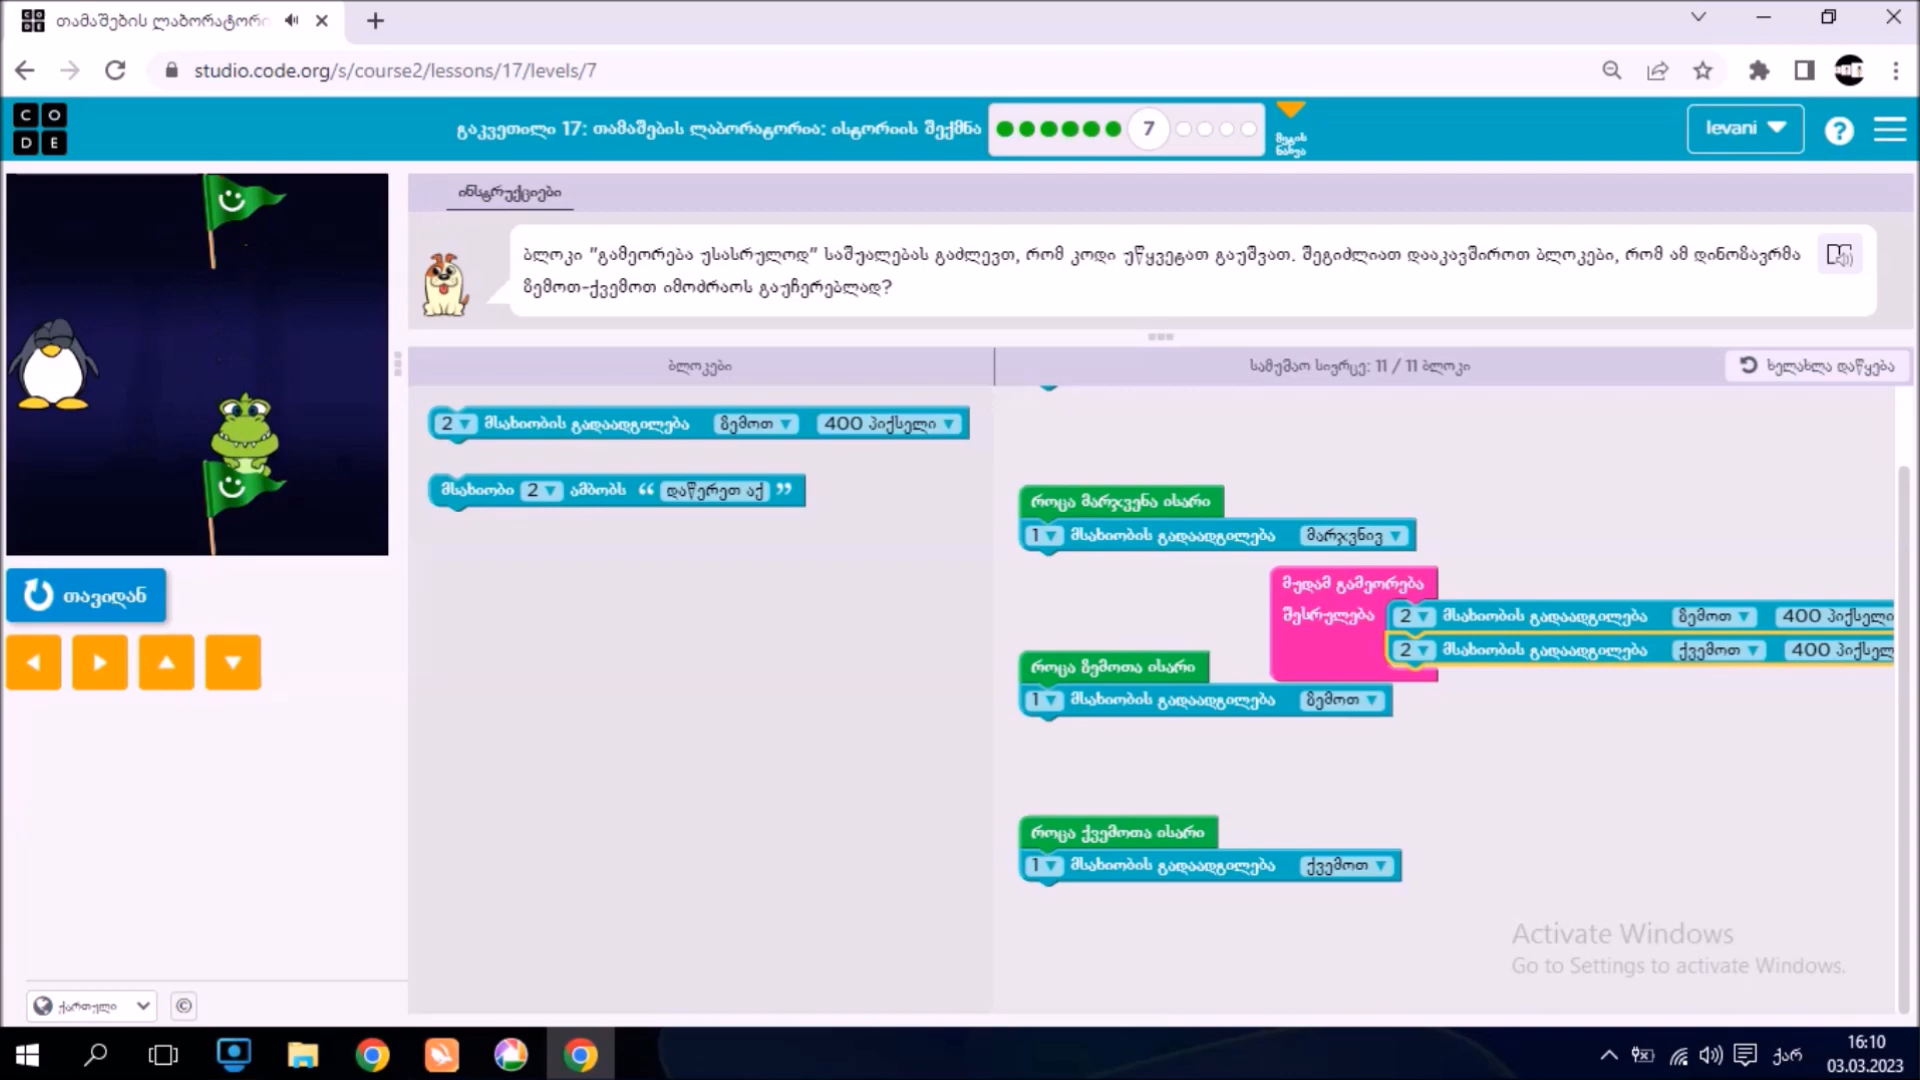 თამაშების ლაბორატორი
studio.code.org/s/course2/lessons/17/levels/7
C O
D E
გაკვეთილი 17: თამაშების ლაბორატორია: ისტორიის შექმნა
7
მეტის ნახვა
levani
?
ინსტრუქციები
ბლოკი "გამეორება უსასრულოდ" საშუალებას გაძლევთ, რომ კოდი უწყვეტათ გაუშვათ. შეგიძლიათ დააკავშიროთ ბლოკები, რომ ამ დინოზავრმა
ზემოთ-ქვემოთ იმოძრაოს გაუჩერებლად?
ბლოკები
სამუშაო სივრცე: 11 / 11 ბლოკი
ხელახლა დაწყება
2 მსახიობის გადაადგილება ზემოთ 400 პიქსელი
მსახიობი 2 ამბობს “ დაწერეთ აქ ”
როცა მარჯვენა ისარი
1 მსახიობის გადაადგილება მარჯვნივ
მუდამ გამეორება
შესრულება 2 მსახიობის გადაადგილება ზემოთ 400 პიქსელი
2 მსახიობის გადაადგილება ქვემოთ 400 პიქსელ
როცა ზემოთა ისარი
1 მსახიობის გადაადგილება ზემოთ
როცა ქვემოთა ისარი
1 მსახიობის გადაადგილება ქვემოთ
თავიდან
Activate Windows
Go to Settings to activate Windows.
ქართული
©
ქარ
16:10
03.03.2023